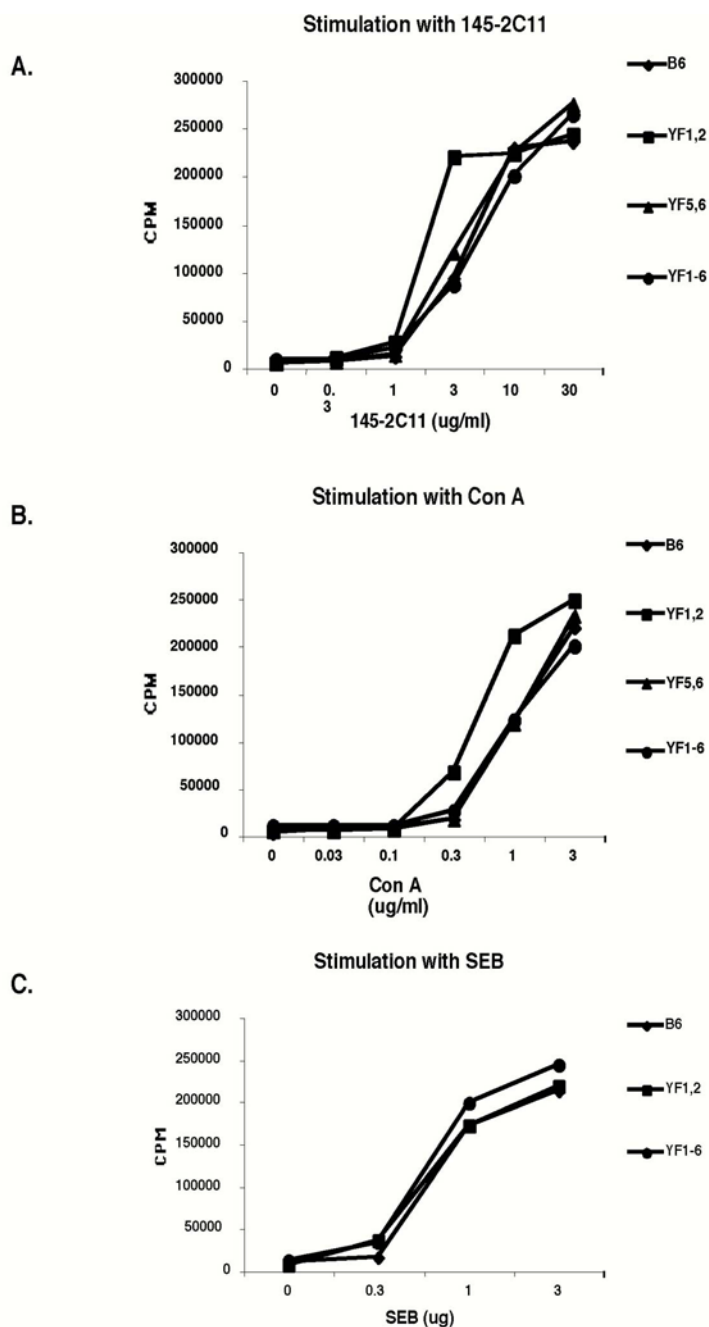 Stimulation with 145-2C11
A.
B6
YF1,2
YF5,6
YF1-6
CPM
300000
250000
200000
150000
100000
50000
0
0 0.3 1 3 10 30
145-2C11 (ug/ml)
Stimulation with Con A
B.
B6
YF1,2
YF5,6
YF1-6
CPM
300000
250000
200000
150000
100000
50000
0
0 0.03 0.1 0.3 1 3
Con A
(ug/ml)
Stimulation with SEB
C.
B6
YF1,2
YF1-6
CPM
300000
250000
200000
150000
100000
50000
0
0 0.3 1 3
SEB (ug)